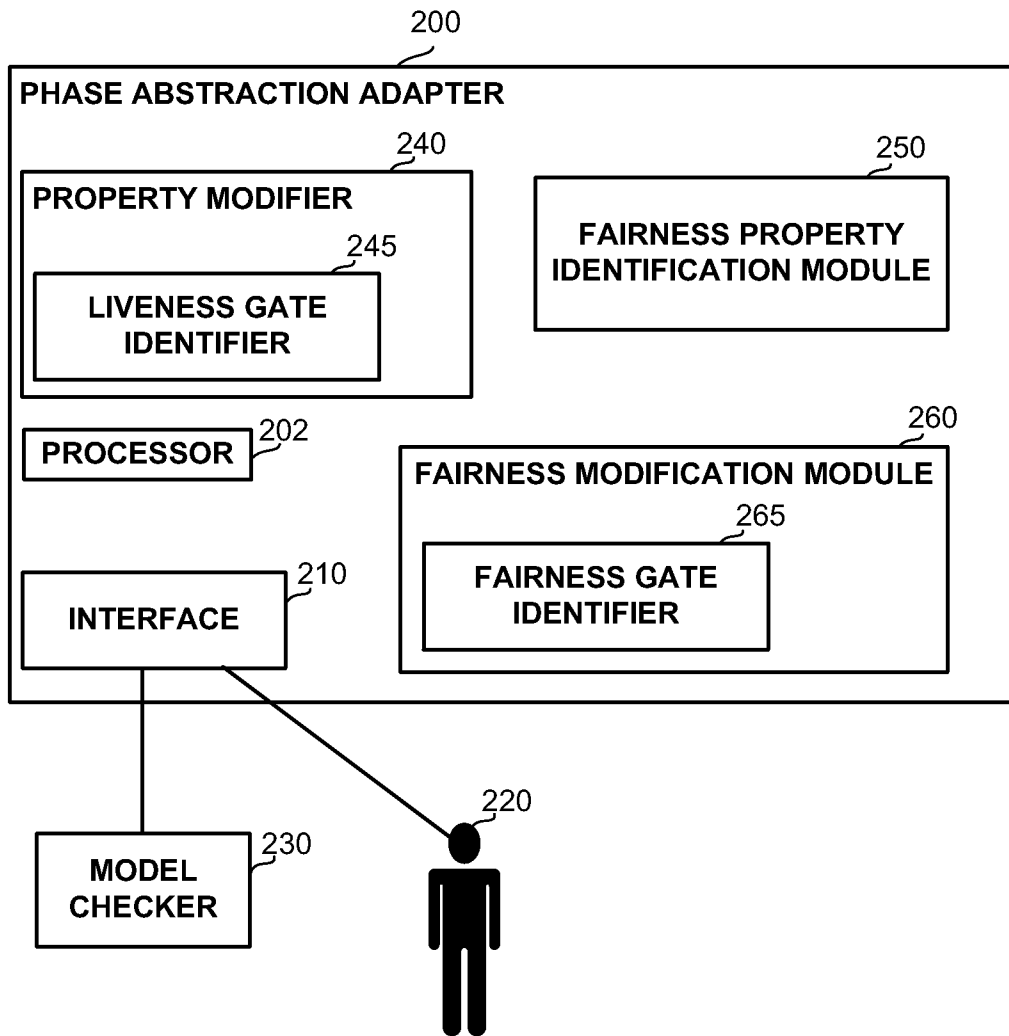 200
PHASE ABSTRACTION ADAPTER
240
PROPERTY MODIFIER
245
LIVENESS GATE
IDENTIFIER
250
FAIRNESS PROPERTY
IDENTIFICATION MODULE
PROCESSOR
202
260
FAIRNESS MODIFICATION MODULE
265
FAIRNESS GATE
IDENTIFIER
210
INTERFACE
220
230
MODEL
CHECKER